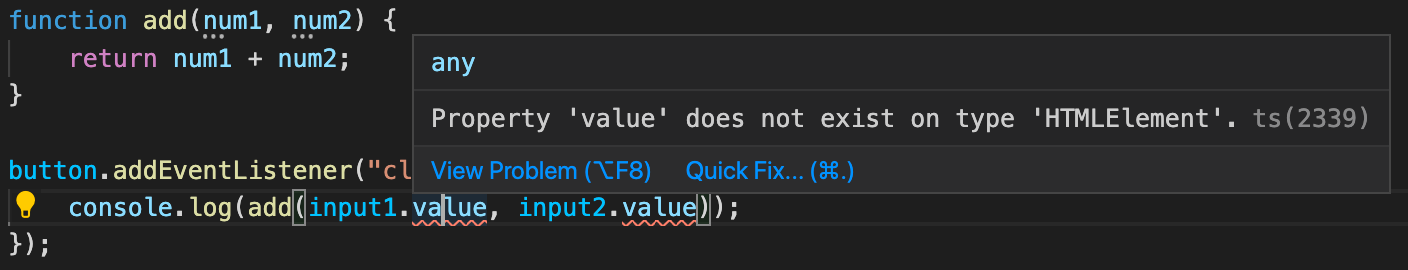 function add(num1, num2) {
    return num1 + num2;
}
any
Property 'value' does not exist on type 'HTMLElement'. ts(2339)
View Problem (⌥F8) Quick Fix... (⌘.)
button.addEventListener("cl
    console.log(add(input1.value, input2.value));
});